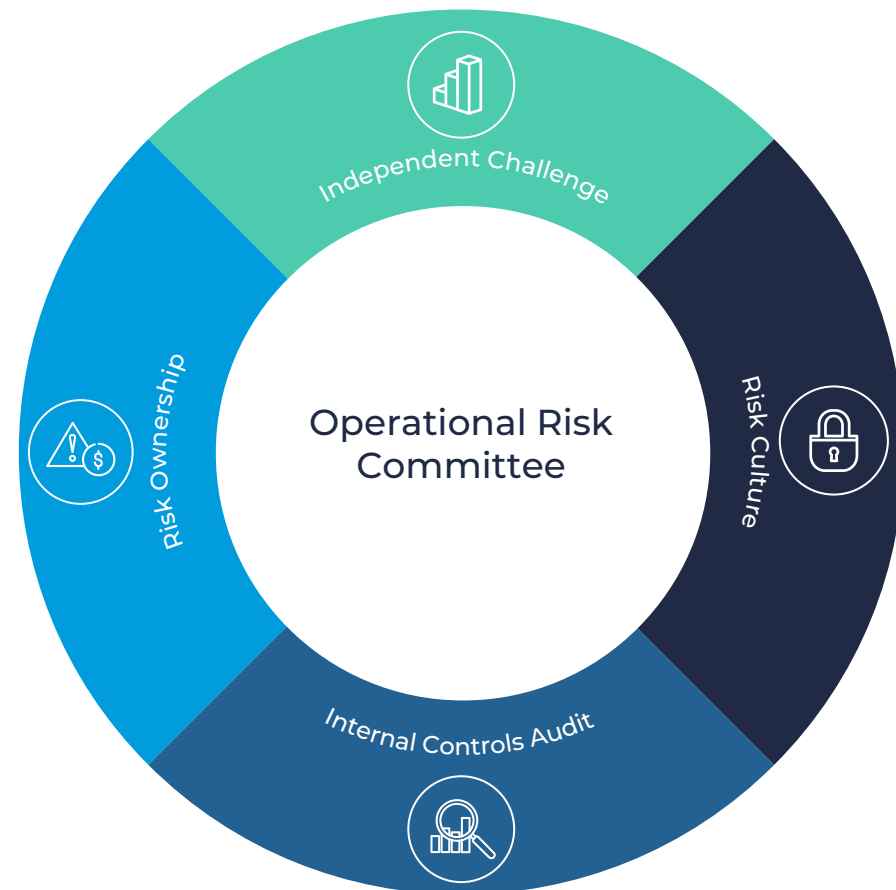 Independent Challenge
Risk Ownership
Operational Risk
Committee
Risk Culture
Internal Controls Audit
$